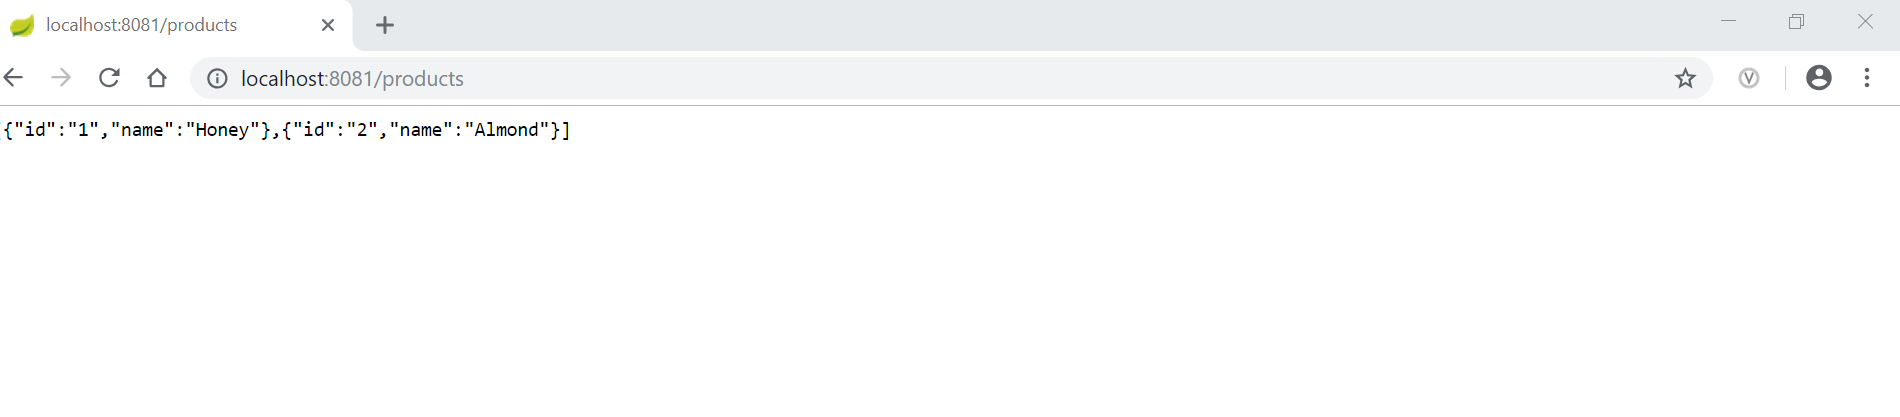 localhost:8081/products
localhost:8081/products
{"id":"1","name":"Honey"},{"id":"2","name":"Almond"}]